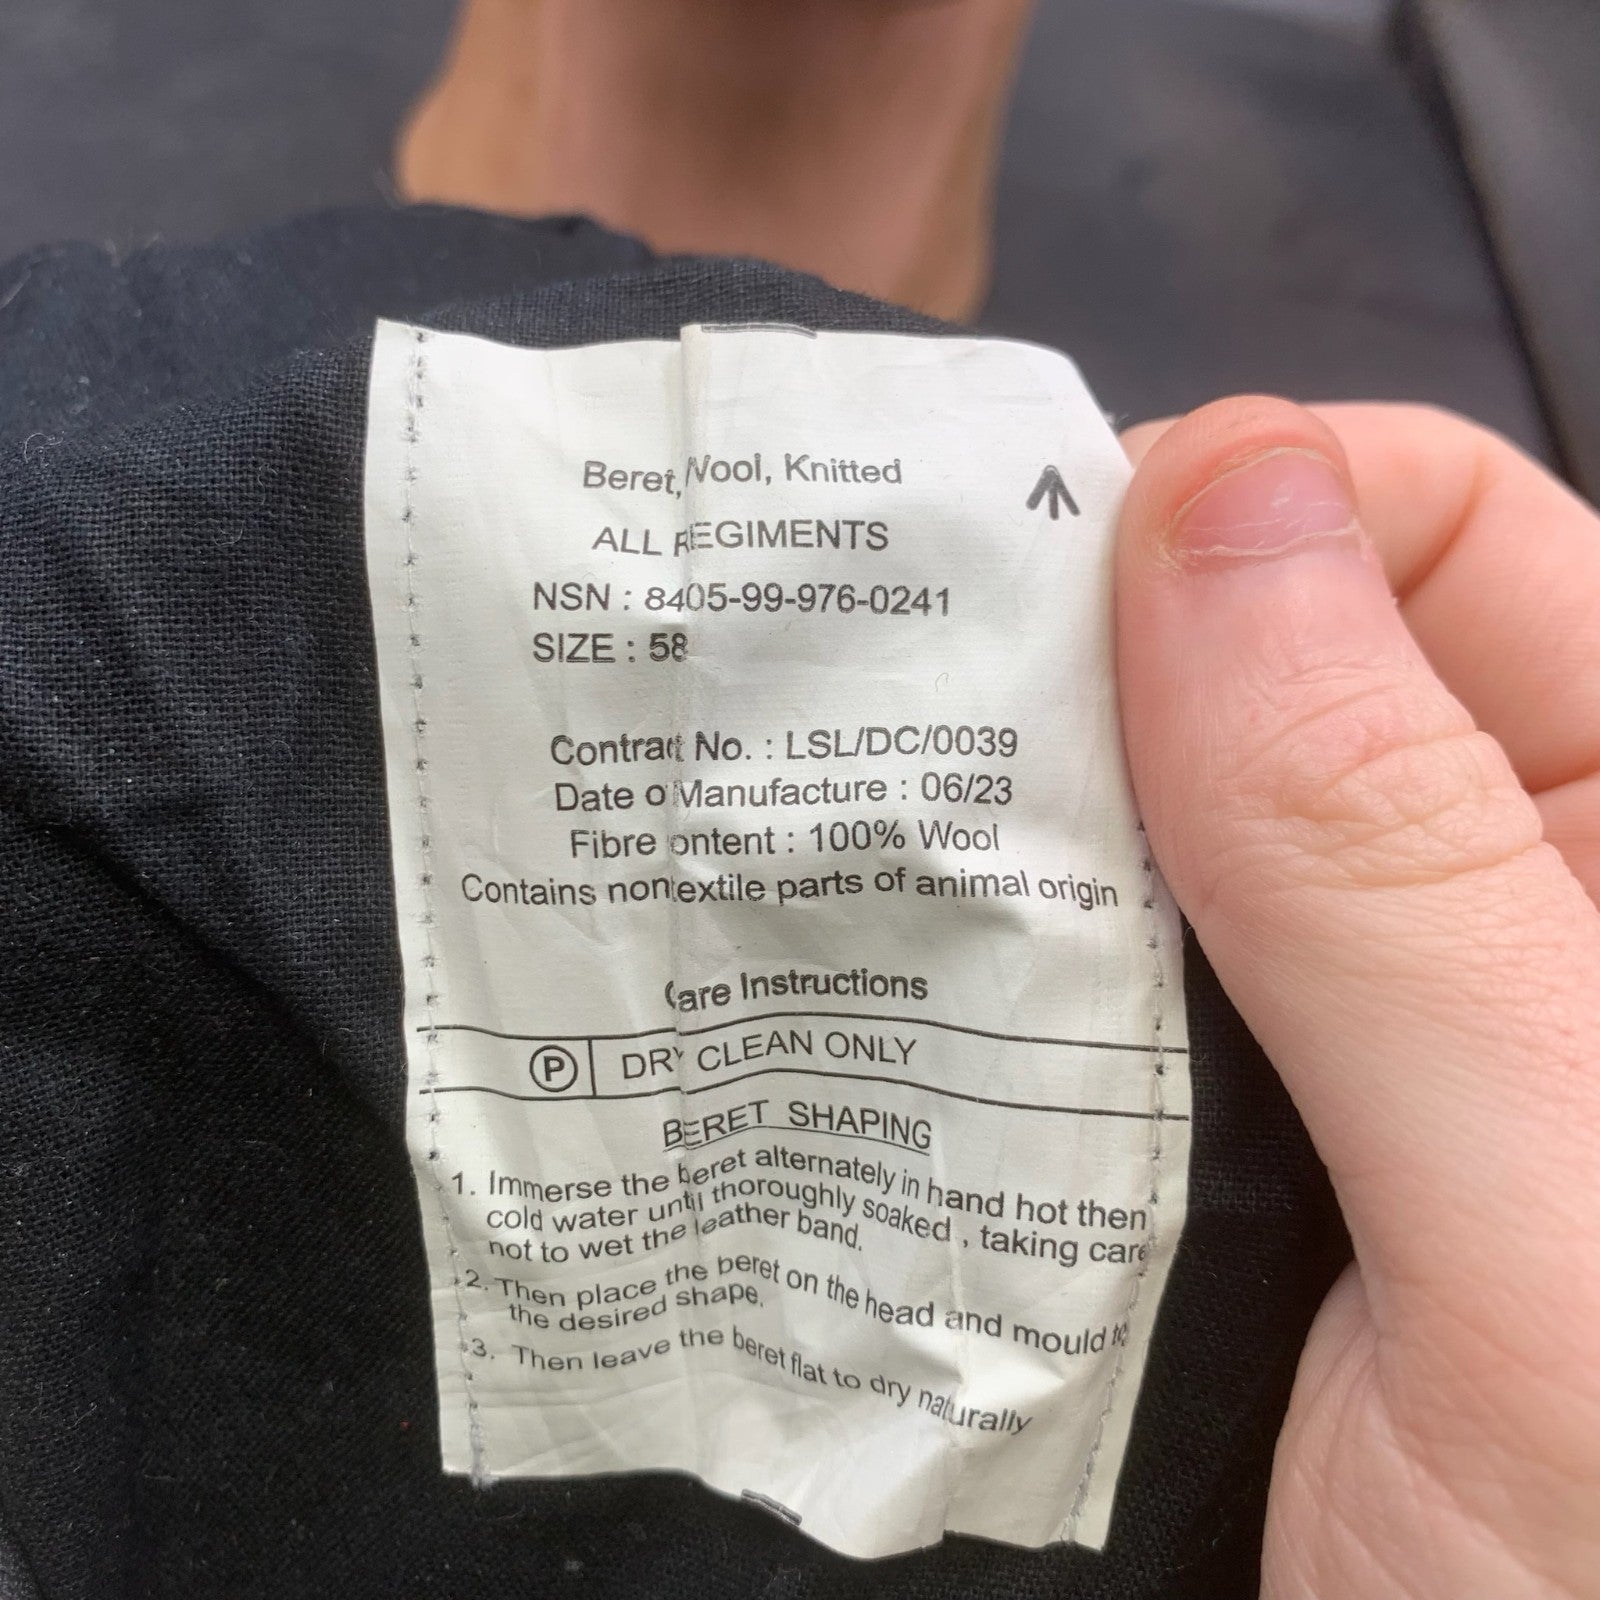 Beret, Wool, Knitted
ALL REGIMENTS
NSN : 8405-99-976-0241
SIZE : 58
Contract No. : LSL/DC/0039
Date o Manufacture : 06/23
Fibre ontent : 100% Wool
Contains non textile parts of animal origin
Care Instructions
P DRY CLEAN ONLY
BERET SHAPING
1. Immerse the beret alternately in hand hot then
cold water until thoroughly soaked , taking care
not to wet the leather band.
2. Then place the beret on the head and mould to
the desired shape.
3. Then leave the beret flat to dry naturally